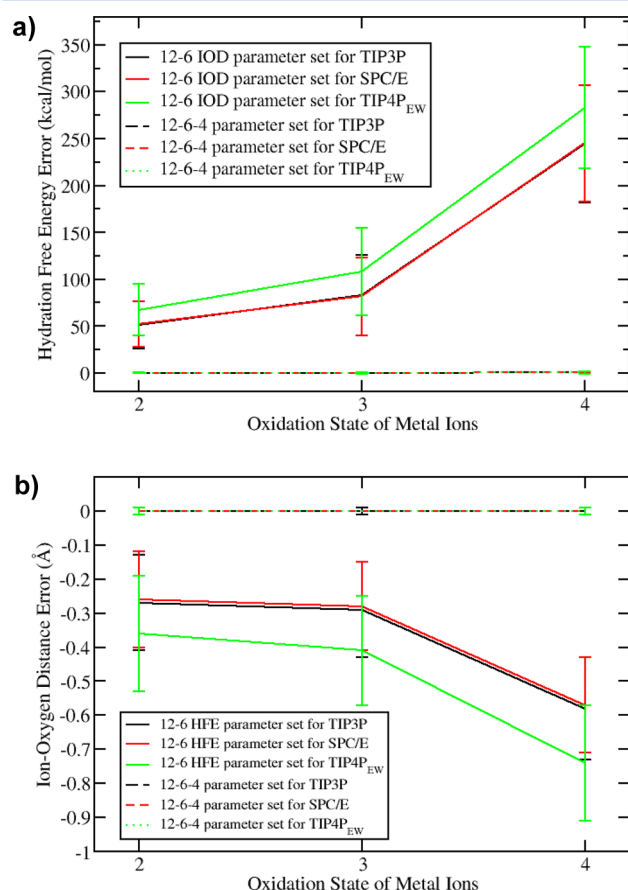 a)
350
300
250
200
150
100
50
0
Hydration Free Energy Error (kcal/mol)
12-6 IOD parameter set for TIP3P
12-6 IOD parameter set for SPC/E
12-6 IOD parameter set for TIP4P_EW
12-6-4 parameter set for TIP3P
12-6-4 parameter set for SPC/E
12-6-4 parameter set for TIP4P_EW
2 3 4
Oxidation State of Metal Ions
b)
0
-0.1
-0.2
-0.3
-0.4
-0.5
-0.6
-0.7
-0.8
-0.9
-1
Ion-Oxygen Distance Error (Å)
12-6 HFE parameter set for TIP3P
12-6 HFE parameter set for SPC/E
12-6 HFE parameter set for TIP4P_EW
12-6-4 parameter set for TIP3P
12-6-4 parameter set for SPC/E
12-6-4 parameter set for TIP4P_EW
2 3 4
Oxidation State of Metal Ions